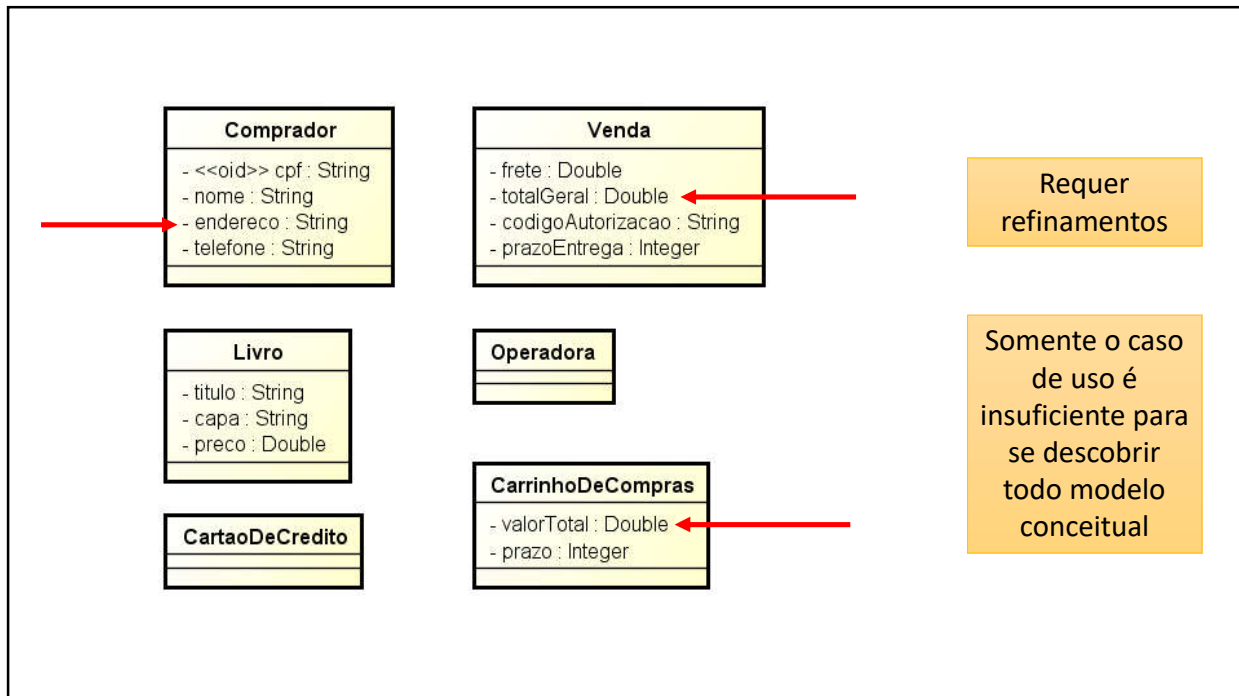 Comprador
- <<oid>> cpf : String
- nome : String
- endereco : String
- telefone : String
Venda
- frete : Double
- totalGeral : Double
- codigoAutorizacao : String
- prazoEntrega : Integer
Requer
refinamentos
Livro
- titulo : String
- capa : String
- preco : Double
Operadora
Somente o caso
de uso é
insuficiente para
se descobrir
todo modelo
conceitual
CartaoDeCredito
CarrinhoDeCompras
- valorTotal : Double
- prazo : Integer